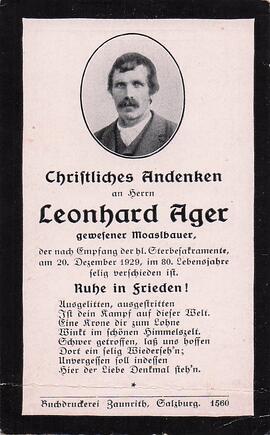 Christliches Andenken
an Herrn
Leonhard Ager
gewesener Moaslbauer,
der nach Empfang der hl. Sterbesakramente,
am 20. Dezember 1929, im 80. Lebensjahre
selig verschieden ist.
Ruhe in Frieden!
Ausgelitten, ausgestritten
Ist dein Kampf auf dieser Welt.
Eine Krone dir zum Lohne
Winkt im schönen Himmelszelt.
Schwer getroffen, laß uns hoffen
Dort ein selig Wiederseh'n;
Unvergessen soll indessen
Hier der Liebe Denkmal steh'n.
*
Buchdruckerei Zaunrith, Salzburg. 1560